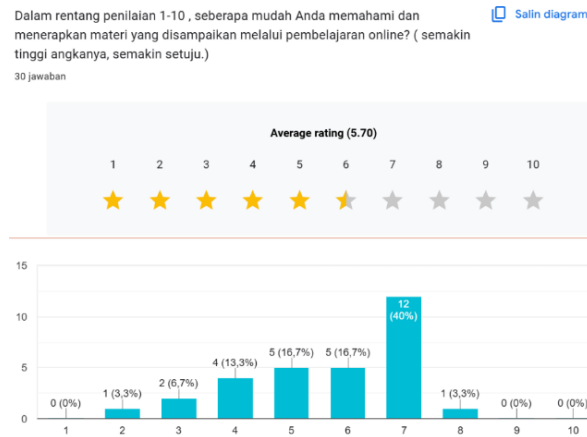 Dalam rentang penilaian 1-10 , seberapa mudah Anda memahami dan
menerapkan materi yang disampaikan melalui pembelajaran online? ( semakin
tinggi angkanya, semakin setuju.)
Salin diagram
30 jawaban
Average rating (5.70)
1 2 3 4 5 6 7 8 9 10
15
10
5
0
0 (0%)
1 (3,3%)
2 (6,7%)
4 (13,3%)
5 (16,7%)
5 (16,7%)
12
(40%)
1 (3,3%)
0 (0%)
0 (0%)
1 2 3 4 5 6 7 8 9 10